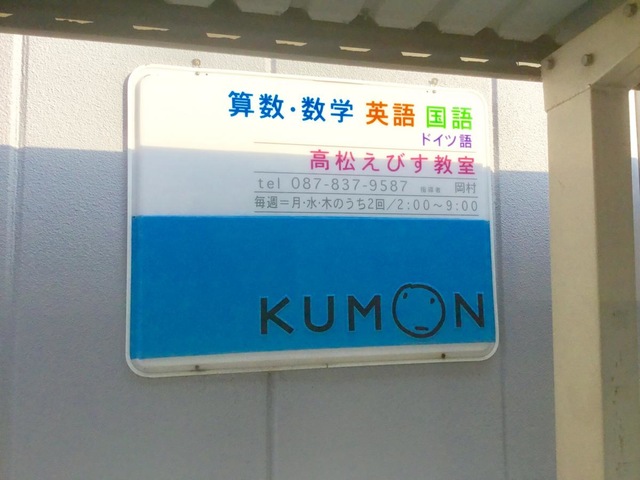 算数・数学 英語 国語
ドイツ語
高松えびす教室
tel 087-837-9587 指導者 岡村
毎週＝月・水・木のうち2回／2:00～9:00
KUMON